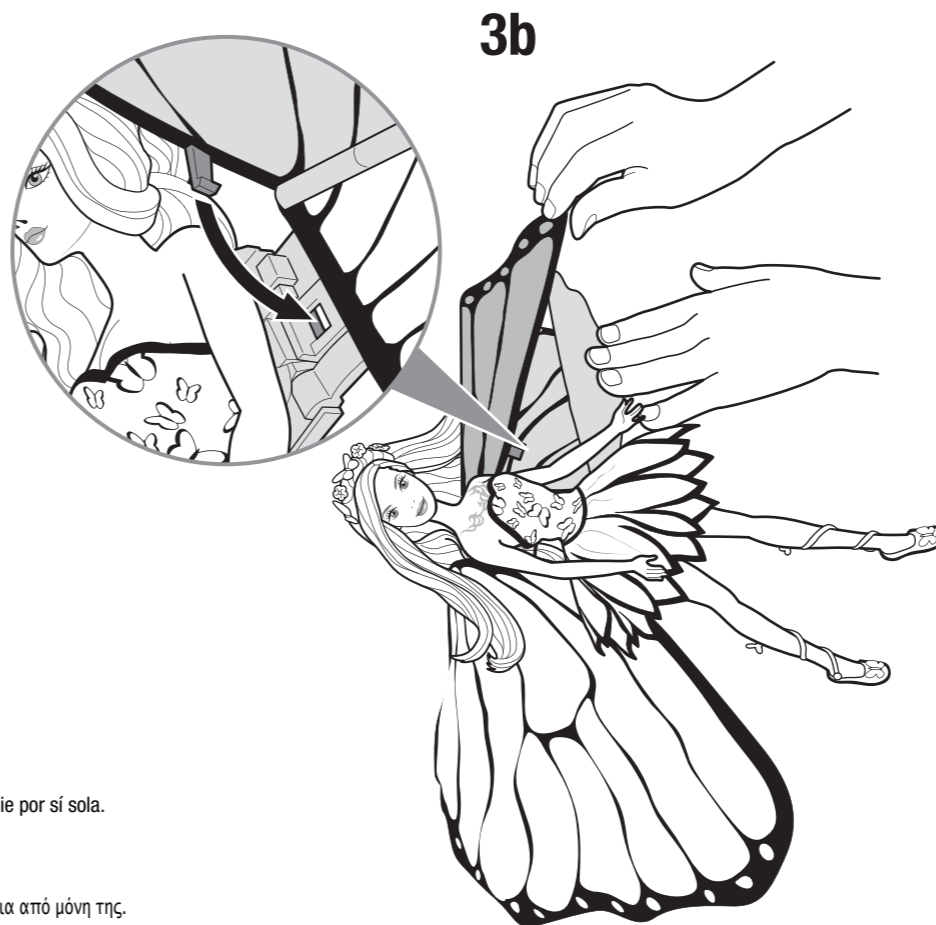 3b
ie por sí sola.
ια από μόνη της.